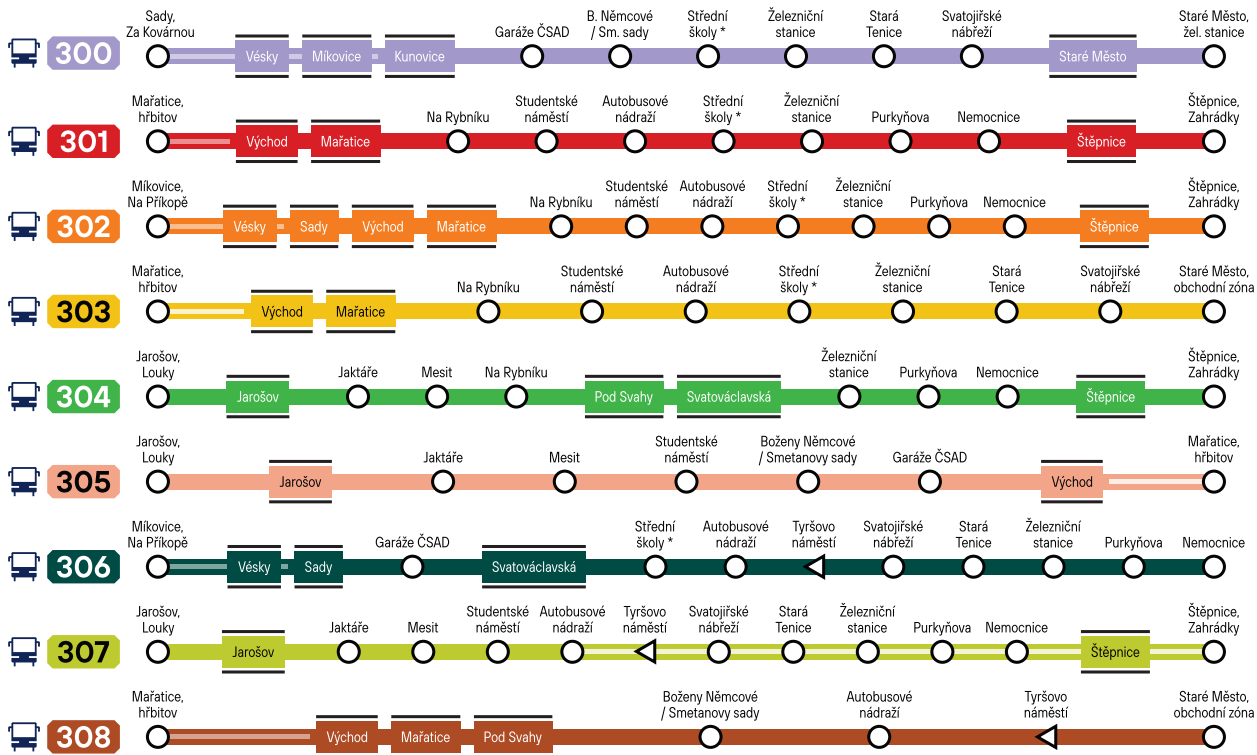 Sady,
Za Kovárnou
Garáže ČSAD
B. Němcové
/ Sm. sady
Střední
školy *
Železniční
stanice
Stará
Tenice
Svatojiřské
nábřeží
Staré Město,
žel. stanice
300
Vésky
Míkovice
Kunovice
Staré Město
Mařatice,
hřbitov
Na Rybníku
Studentské
náměstí
Autobusové
nádraží
Střední
školy *
Železniční
stanice
Purkyňova
Nemocnice
Štěpnice,
Zahrádky
301
Východ
Mařatice
Štěpnice
Míkovice,
Na Příkopě
Na Rybníku
Studentské
náměstí
Autobusové
nádraží
Střední
školy *
Železniční
stanice
Purkyňova
Nemocnice
Štěpnice,
Zahrádky
302
Vésky
Sady
Východ
Mařatice
Štěpnice
Mařatice,
hřbitov
Na Rybníku
Studentské
náměstí
Autobusové
nádraží
Střední
školy *
Železniční
stanice
Stará
Tenice
Svatojiřské
nábřeží
Staré Město,
obchodní zóna
303
Východ
Mařatice
Jarošov,
Louky
Jaktáře
Mesit
Na Rybníku
Železniční
stanice
Purkyňova
Nemocnice
Štěpnice,
Zahrádky
304
Jarošov
Pod Svahy
Svatováclavská
Štěpnice
Jarošov,
Louky
Jaktáře
Mesit
Studentské
náměstí
Boženy Němcové
/ Smetanovy sady
Garáže ČSAD
Mařatice,
hřbitov
305
Jarošov
Východ
Míkovice,
Na Příkopě
Garáže ČSAD
Střední
školy *
Autobusové
nádraží
Tyršovo
náměstí
Svatojiřské
nábřeží
Stará
Tenice
Železniční
stanice
Purkyňova
Nemocnice
306
Vésky
Sady
Svatováclavská
Jarošov,
Louky
Jaktáře
Mesit
Studentské
náměstí
Autobusové
nádraží
Tyršovo
náměstí
Svatojiřské
nábřeží
Stará
Tenice
Železniční
stanice
Purkyňova
Nemocnice
Štěpnice,
Zahrádky
307
Jarošov
Štěpnice
Mařatice,
hřbitov
Boženy Němcové
/ Smetanovy sady
Autobusové
nádraží
Tyršovo
náměstí
Staré Město,
obchodní zóna
308
Východ
Mařatice
Pod Svahy